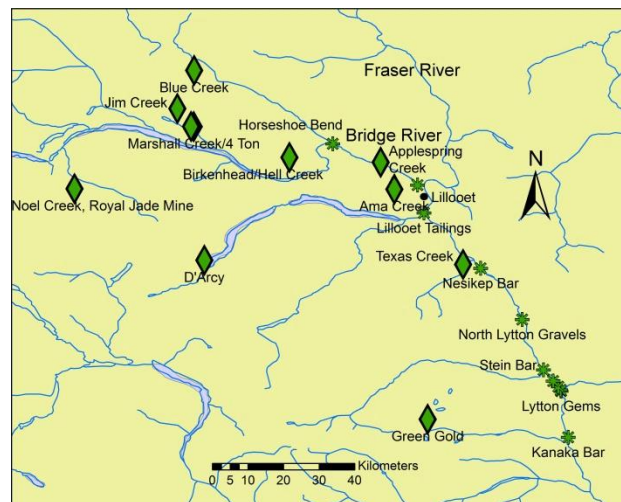 Blue Creek
Fraser River
Jim Creek
Horseshoe Bend
Bridge River
Marshall Creek/4 Ton
Applespring
Creek
N
Birkenhead/Hell Creek
Noel Creek, Royal Jade Mine
Ama Creek
Lillooet
Lillooet Tailings
D'Arcy
Texas Creek
Nesikep Bar
North Lytton Gravels
Stein Bar
Lytton Gems
Green Gold
Kanaka Bar
Kilometers
0 5 10 20 30 40